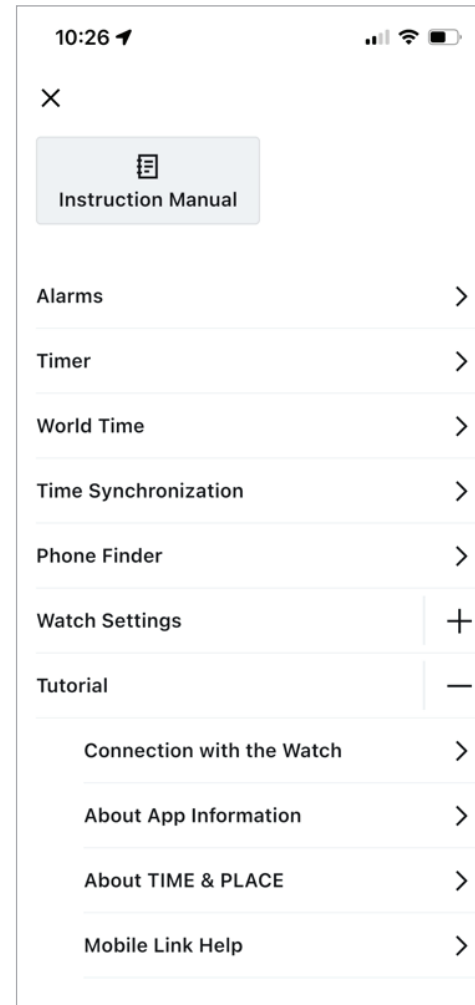 10:26
Instruction Manual
Alarms
Timer
World Time
Time Synchronization
Phone Finder
Watch Settings
Tutorial
Connection with the Watch
About App Information
About TIME & PLACE
Mobile Link Help